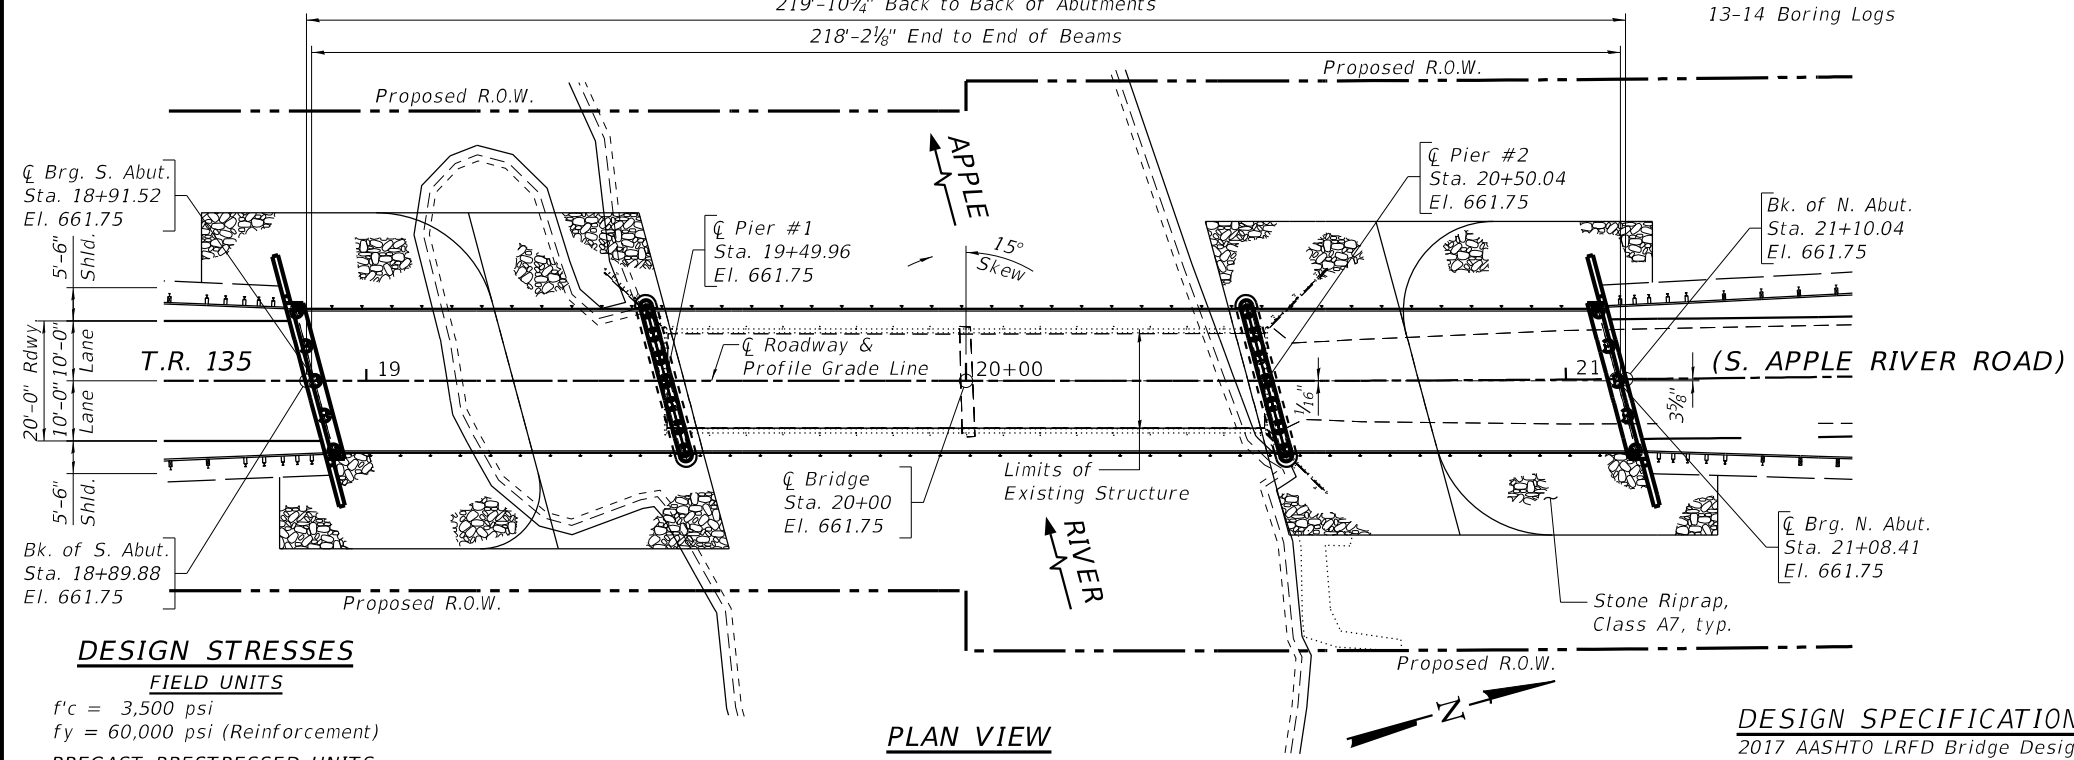 219'-10¾" Back to Back of Abutments
13-14 Boring Logs
218'-2⅛" End to End of Beams
Proposed R.O.W.
Proposed R.O.W.
℄ Brg. S. Abut.
Sta. 18+91.52
El. 661.75
APPLE
℄ Pier #2
Sta. 20+50.04
El. 661.75
Bk. of N. Abut.
Sta. 21+10.04
El. 661.75
℄ Pier #1
Sta. 19+49.96
El. 661.75
15°
Skew
5'-6"
Shld.
20'-0" Rdwy
10'-0"
Lane
10'-0"
Lane
5'-6"
Shld.
T.R. 135
19
℄ Roadway &
Profile Grade Line
20+00
1/16"
21
3⅝"
(S. APPLE RIVER ROAD)
℄ Bridge
Sta. 20+00
El. 661.75
Limits of
Existing Structure
RIVER
Bk. of S. Abut.
Sta. 18+89.88
El. 661.75
℄ Brg. N. Abut.
Sta. 21+08.41
El. 661.75
Proposed R.O.W.
Stone Riprap,
Class A7, typ.
Proposed R.O.W.
N
DESIGN STRESSES
FIELD UNITS
f'c = 3,500 psi
fy = 60,000 psi (Reinforcement)
PRECAST PRESTRESSED UNITS
PLAN VIEW
DESIGN SPECIFICATION
2017 AASHTO LRFD Bridge Desig